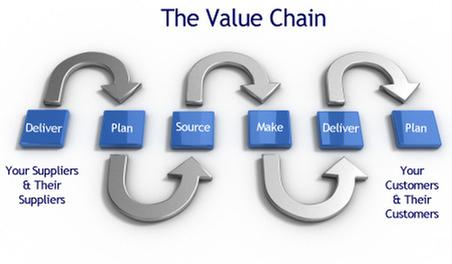 The Value Chain
Deliver
Plan
Source
Make
Deliver
Plan
Your Suppliers
& Their
Suppliers
Your
Customers
& Their
Customers